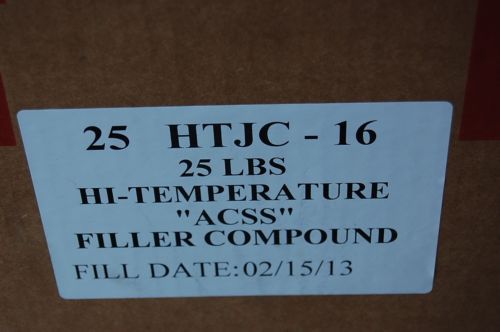 25 HTJC - 16
25 LBS
HI-TEMPERATURE
"ACSS"
FILLER COMPOUND
FILL DATE:02/15/13